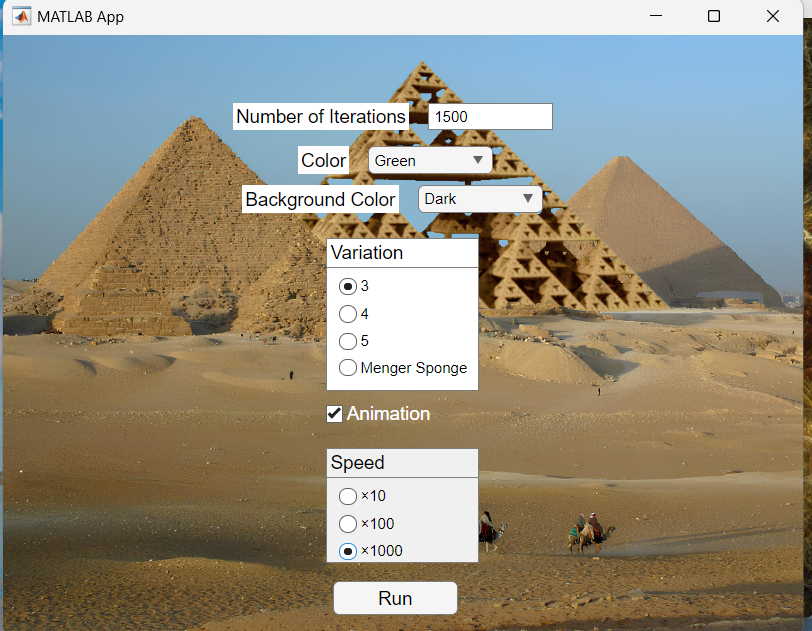 MATLAB App
Number of Iterations 1500
Color Green
Background Color Dark
Variation
3
4
5
Menger Sponge
Animation
Speed
×10
×100
×1000
Run